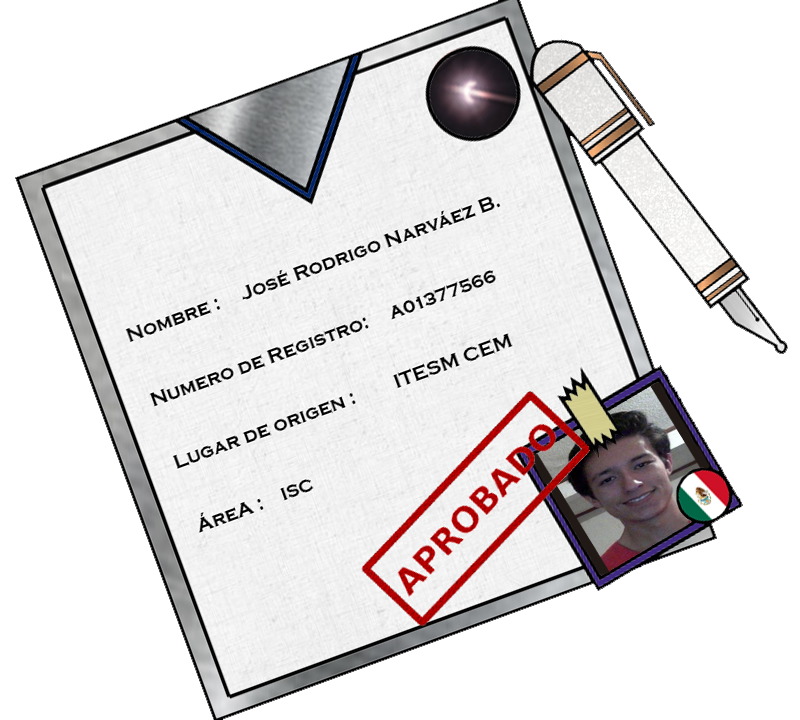 Nombre : José Rodrigo Narváez B.
Numero de Registro: A01377566
Lugar de origen : ITESM CEM
Área : ISC
APROBADO